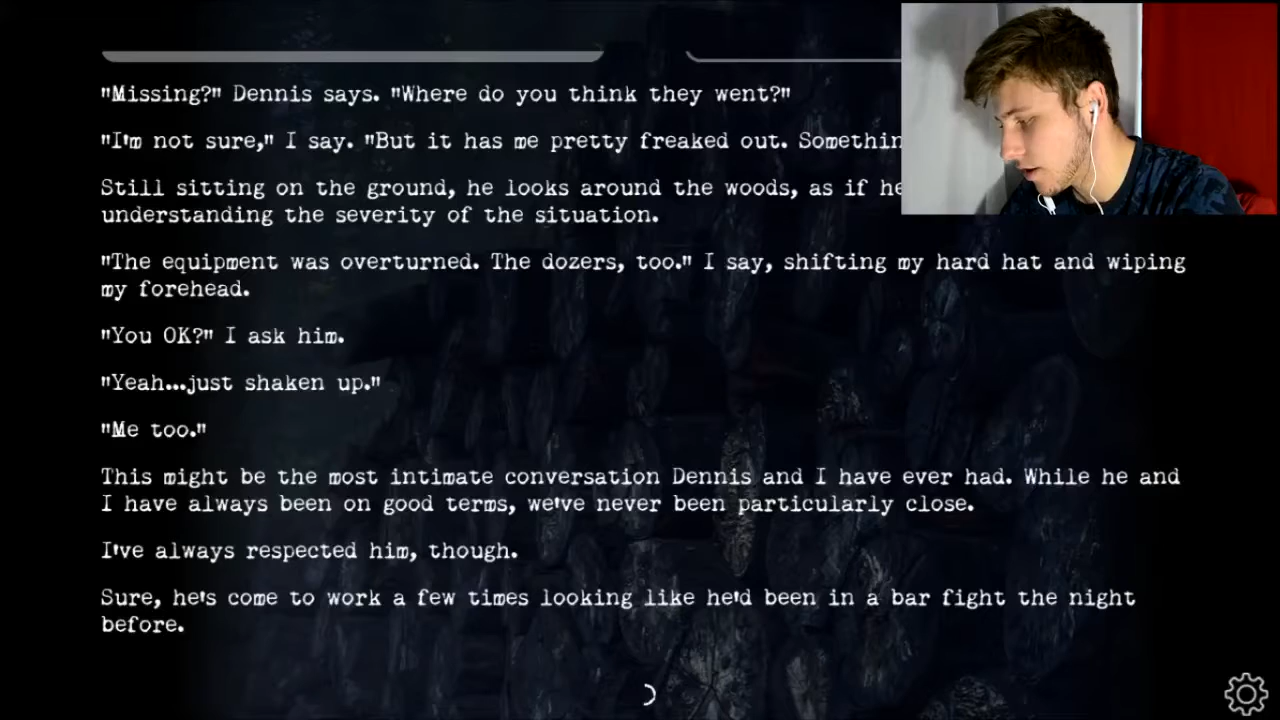 "Missing?" Dennis says. "Where do you think they went?"
"I'm not sure," I say. "But it has me pretty freaked out.
Still sitting on the ground, he looks around the woods, as if he
understanding the severity of the situation.
"The equipment was overturned. The dozers, too." I say, shifting my hard hat and wiping
my forehead.
"You OK?" I ask him.
"Yeah...just shaken up."
"Me too."
This might be the most intimate conversation Dennis and I have ever had. While he and
I have always been on good terms, we've never been particularly close.
I've always respected him, though.
Sure, he's come to work a few times looking like he'd been in a bar fight the night
before.